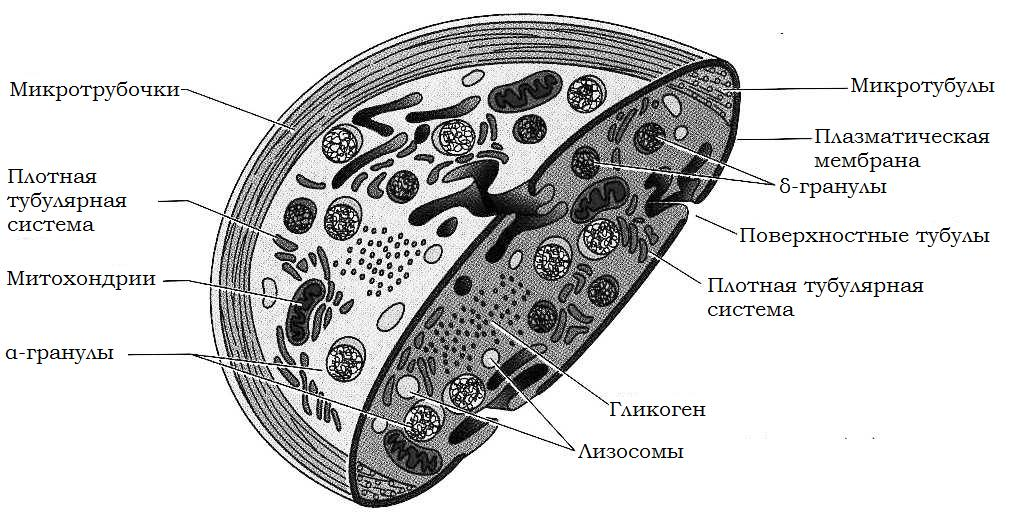 Микротрубочки
Плотная
тубулярная
система
Митохондрии
α-гранулы
Микротубулы
Плазматическая
мембрана
δ-гранулы
Поверхностные тубулы
Плотная тубулярная
система
Гликоген
Лизосомы